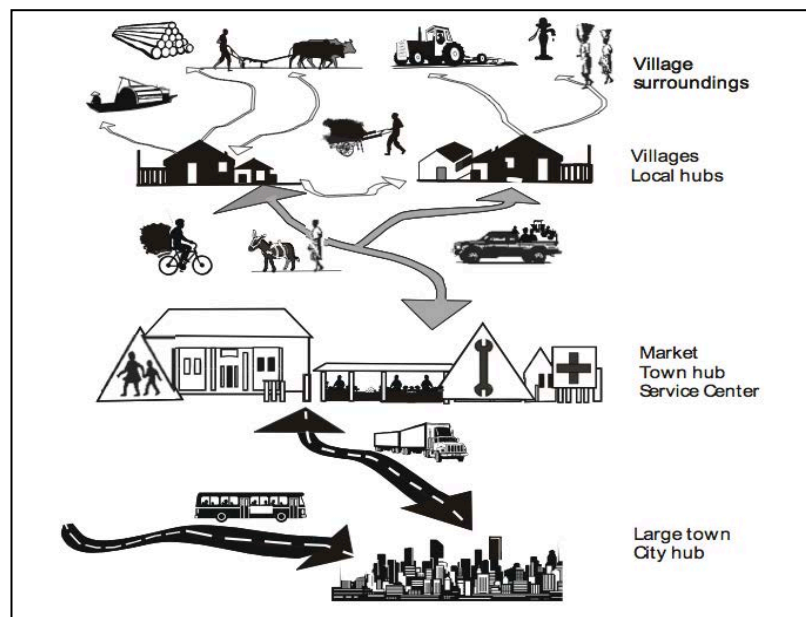 Village
surroundings
Villages
Local hubs
Market
Town hub
Service Center
Large town
City hub